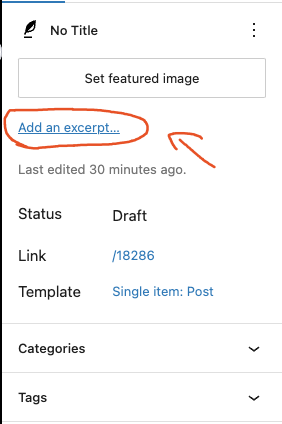 No Title
Set featured image
Add an excerpt...
Last edited 30 minutes ago.
Status Draft
Link /18286
Template Single item: Post
Categories
Tags